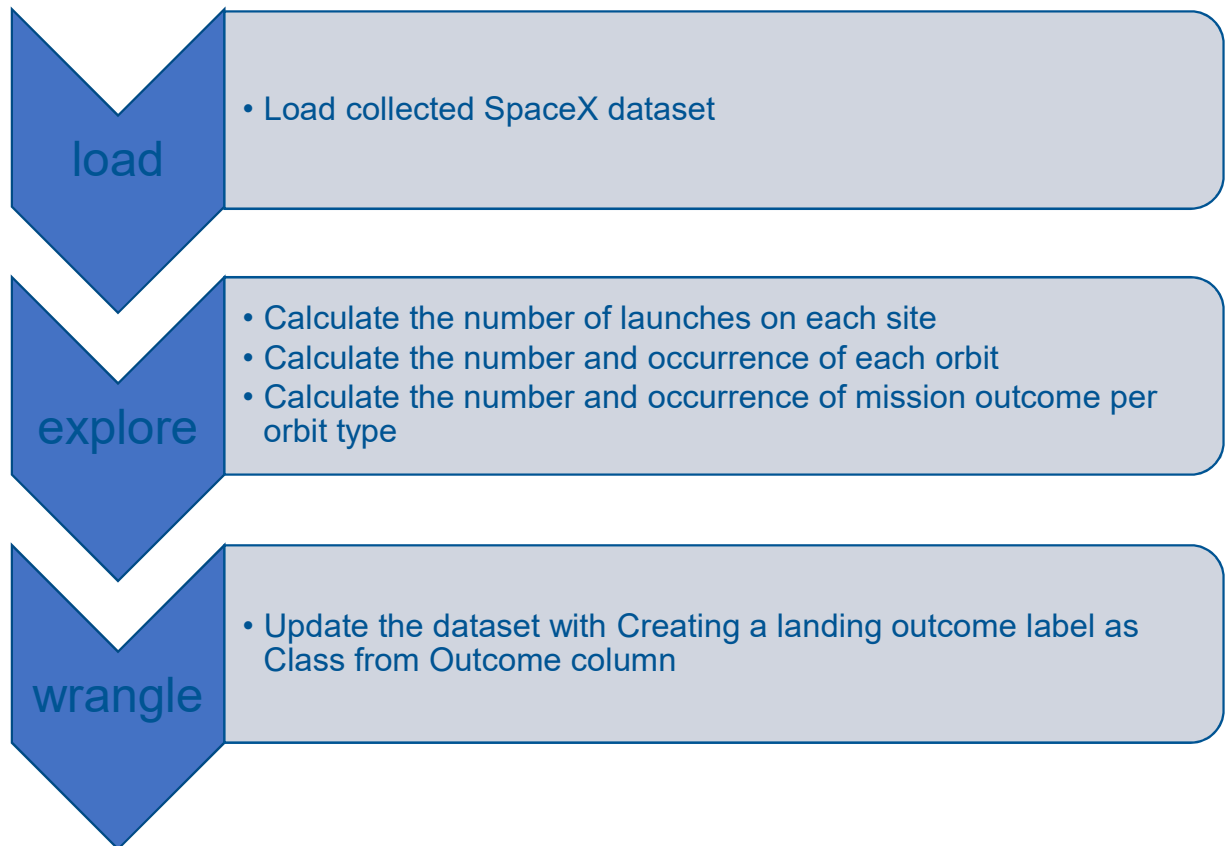 load
• Load collected SpaceX dataset
explore
• Calculate the number of launches on each site
• Calculate the number and occurrence of each orbit
• Calculate the number and occurrence of mission outcome per
orbit type
wrangle
• Update the dataset with Creating a landing outcome label as
Class from Outcome column